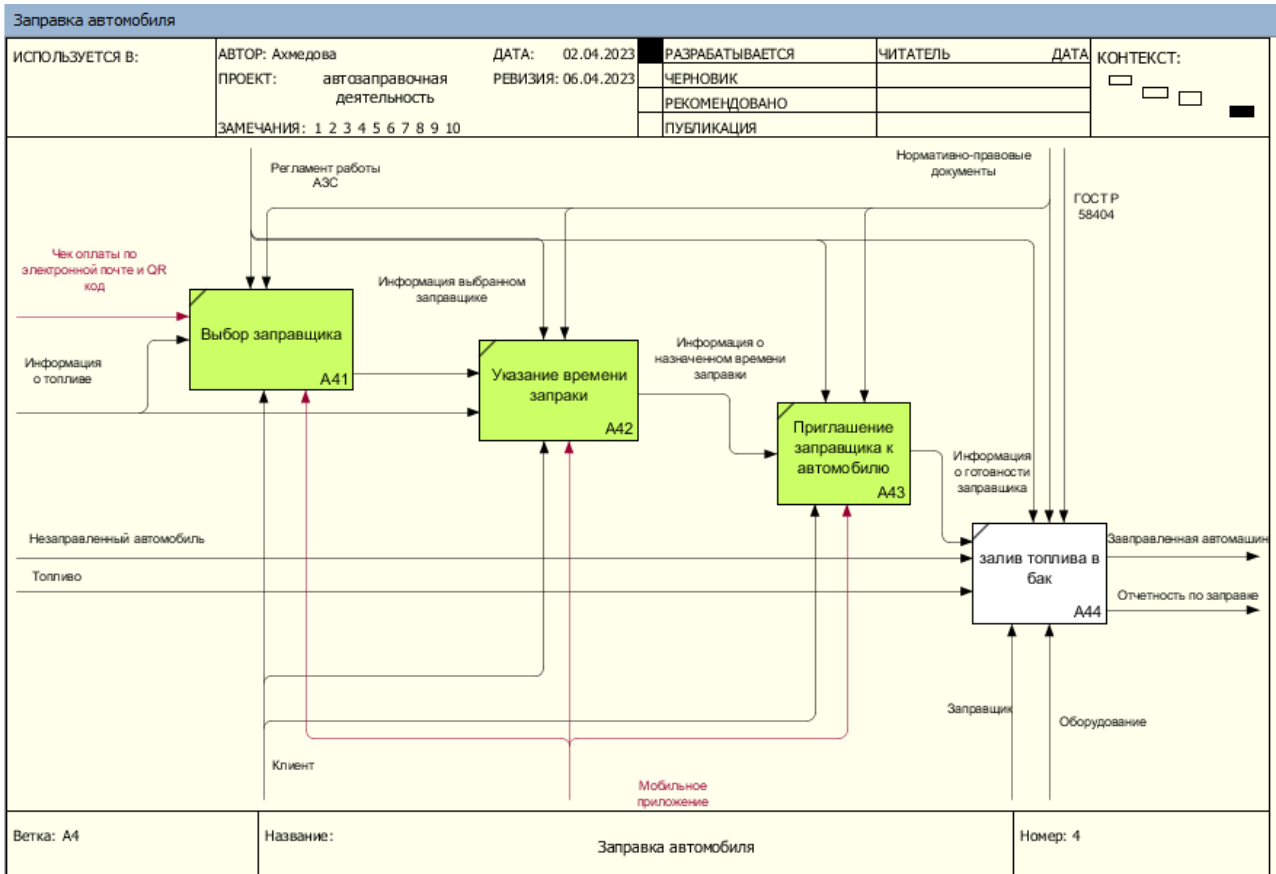 Заправка автомобиля
ИСПОЛЬЗУЕТСЯ В:
АВТОР: Ахмедова
ДАТА: 02.04.2023
ПРОЕКТ: автозаправочная
деятельность
РЕВИЗИЯ: 06.04.2023
ЗАМЕЧАНИЯ: 1 2 3 4 5 6 7 8 9 10
РАЗРАБАТЫВАЕТСЯ
ЧЕРНОВИК
РЕКОМЕНДОВАНО
ПУБЛИКАЦИЯ
ЧИТАТЕЛЬ
ДАТА
КОНТЕКСТ:
Регламент работы
АЗС
Нормативно-правовые
документы
ГОСТ Р
58404
Чек оплаты по
электронной почте и QR
код
Информация выбранном
заправщике
Выбор заправщика
A41
Информация
о топливе
Информация о
назначенном времени
заправки
Указание времени
запраки
A42
Приглашение
заправщика к
автомобилю
A43
Информация
о готовности
заправшика
Незаправленный автомобиль
Топливо
залив топлива в
бак
A44
Завправленная автомашин
Отчетность по заправке
Заправщик
Оборудование
Клиент
Мобильное
приложение
Ветка: A4
Название:
Заправка автомобиля
Номер: 4